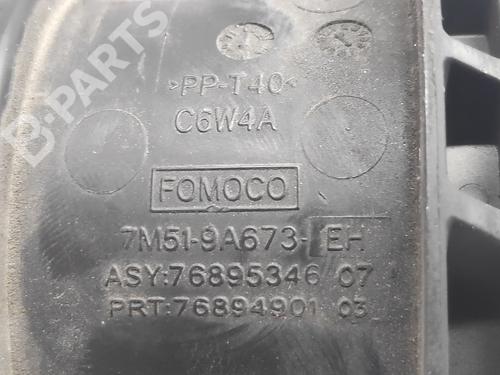 >PP-T40<
C6W4A
FOMOCO
7M51-9A673-EH
ASY:76895346 07
PRT:76894901 03
B-PARTS